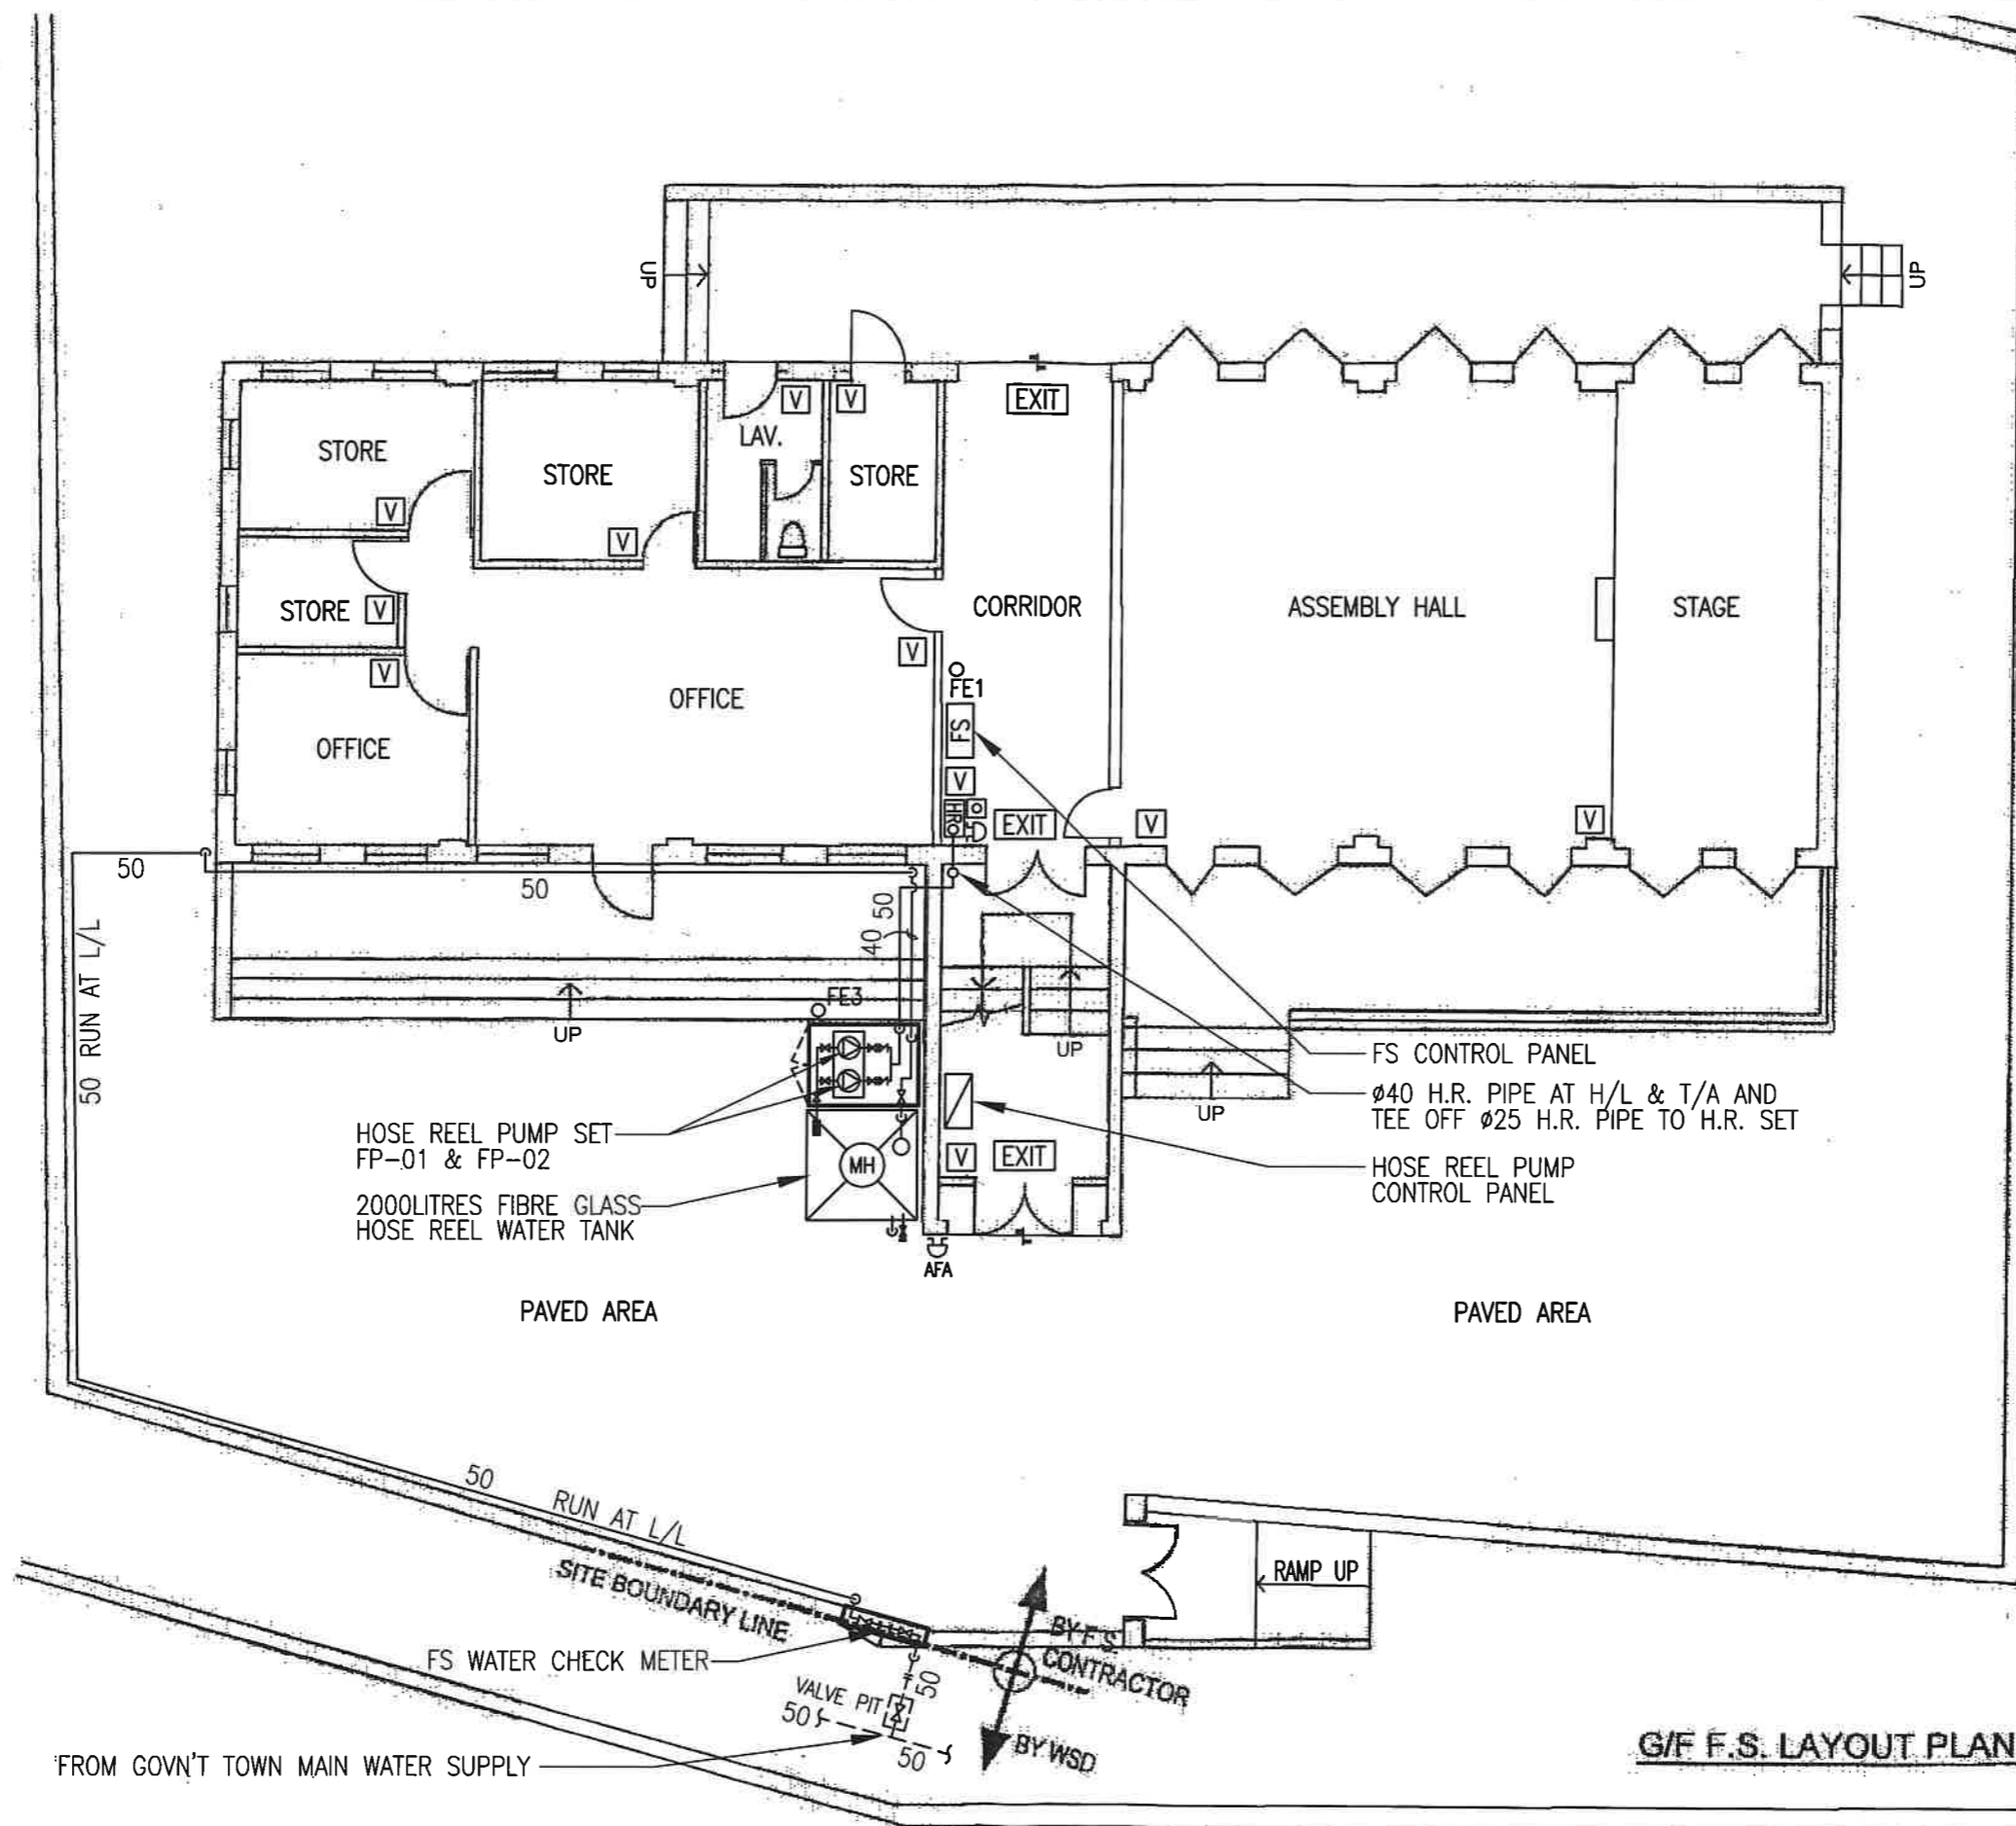 UP
UP
EXIT
V
V
LAV.
STORE
STORE
STORE
V
V
STORE
V
CORRIDOR
ASSEMBLY HALL
STAGE
V
V
FE1
OFFICE
OFFICE
FS
V
HR
EXIT
V
V
50
50
50 RUN AT L/L
40
50
FE3
UP
UP
UP
FS CONTROL PANEL
ø40 H.R. PIPE AT H/L & T/A AND
TEE OFF ø25 H.R. PIPE TO H.R. SET
HOSE REEL PUMP SET
FP-01 & FP-02
MH
V
EXIT
HOSE REEL PUMP
CONTROL PANEL
2000LITRES FIBRE GLASS
HOSE REEL WATER TANK
AFA
PAVED AREA
PAVED AREA
50
RUN AT L/L
SITE BOUNDARY LINE
RAMP UP
FS WATER CHECK METER
BY F.S.
CONTRACTOR
50
VALVE PIT
50
50
BY WSD
FROM GOVN'T TOWN MAIN WATER SUPPLY
G/F F.S. LAYOUT PLAN